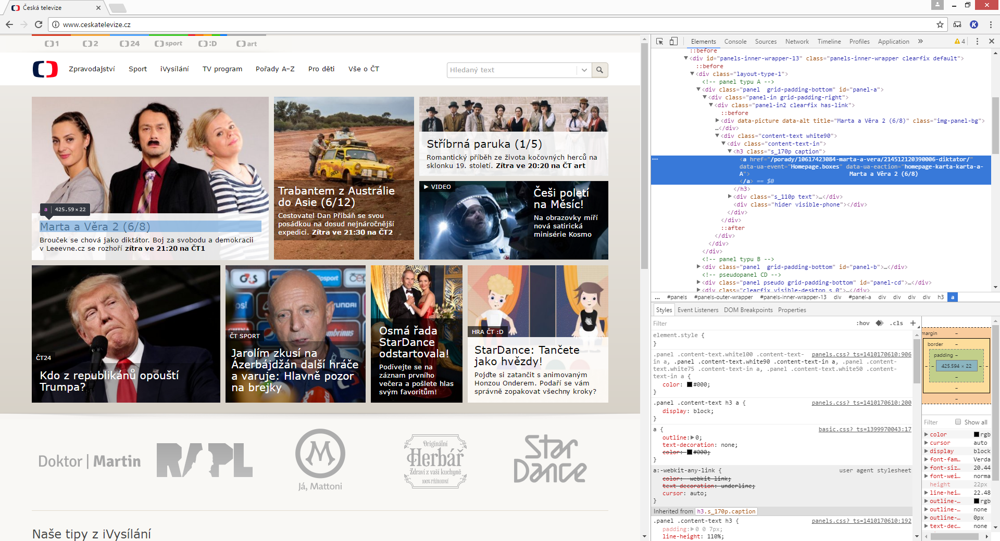 Česká televize
www.ceskatelevize.cz
1
2
24
sport
:D
art
Zpravodajství Sport iVysílání TV program Pořady A–Z Pro děti Vše o ČT
Hledaný text
a 425.59 × 22
Marta a Věra 2 (6/8)
Brouček se chová jako diktátor. Boj za svobodu a demokracii
v Leeevne.cz se rozhoří zítra ve 21:20 na ČT1
Trabantem z Austrálie
do Asie (6/12)
Cestovatel Dan Přibáň se svou
posádkou na dosud nejnáročnější
expedici. Zítra ve 21:30 na ČT2
Stříbrná paruka (1/5)
Romantický příběh ze života kočovných herců na
sklonku 19. století. Zítra ve 20:20 na ČT art
VIDEO
Češi poletí
na Měsíc!
Na obrazovky míří
nová satirická
minisérie Kosmo
ČT24
Kdo z republikánů opouští
Trumpa?
ČT SPORT
Jarolím zkusí na
Ázerbájdžán další hráče
a varuje: Hlavně pozor
na brejky
Osmá řada
StarDance
odstartovala!
Podívejte se na
záznam prvního
večera a pošlete hlas
svým favoritům!
HRA ČT :D
StarDance: Tančete
jako hvězdy!
Pojďte si zatančit s animovaným
Honzou Onderem. Podaří se vám
správně zopakovat všechny kroky?
Doktor | Martin
RAPL
Já, Mattoni
Originální
Herbář
Zdraví z vaší kuchyně
100% PŘÍRODNÍ
Star
Dance
Naše tipy z iVysílání
Elements Console Sources Network Timeline Profiles Application » 4
::before
<div id="panels-inner-wrapper-13" class="panels-inner-wrapper clearfix default">
::before
<div class="layout-type-1">
<!-- panel typu A -->
<div class="panel  grid-padding-bottom" id="panel-a">
<div class="panel-in grid-padding-right">
<div class="panel-in2 clearfix has-link">
::before
<div data-picture data-alt title="Marta a Věra 2 (6/8)" class="img-panel-bg">
…</div>
<div class="content-text white90">
<div class="content-text-in">
<h3 class="s_170p caption">
<a href="/porady/10617423084-marta-a-vera/214512120390006-diktator/"
data-ua-event="Homepage.boxes" data-ua-eaction="homepage-karta-karta-a-
A"> Marta a Věra 2 (6/8)
</a> == $0
</h3>
<div class="s_110p text">…</div>
<div class="hider visible-phone"></div>
</div>
</div>
::after
</div>
</div>
</div>
<!-- panel typu B -->
<div class="panel  grid-padding-bottom" id="panel-b">…</div>
<!-- pseudopanel CD -->
<div class="panel pseudo grid-padding-bottom" id="panel-cd">…</div>
<div class="clearfix visible-desktop s_0">…</div>
... #panels #panels-outer-wrapper #panels-inner-wrapper-13 div #panel-a div div div div h3 a
Styles Event Listeners DOM Breakpoints Properties
Filter :hov .cls +
element.style {
}
.panel .content-text.white100 .content-text- panels.css?_ts=1410170610:906
in a, .panel .content-text.white90 .content-text-in a, .panel .content-
text.white75 .content-text-in a, .panel .content-text.white50 .content-
text-in a {
color: #000;
}
.panel .content-text h3 a { panels.css?_ts=1410170610:200
display: block;
}
a { basic.css?_ts=1399970043:17
outline: 0;
text-decoration: none;
color: #000;
}
a:-webkit-any-link { user agent stylesheet
color: -webkit-link;
text-decoration: underline;
cursor: auto;
}
Inherited from h3.s_170p.caption
.panel .content-text h3 { panels.css?_ts=1410170610:192
padding: 0 0 7px;
line-height: 110%;
margin –
border –
padding –
425.594 × 22
Filter Show all
color rgb
cursor auto
display block
font-fam… Verda
font-siz… 20.44
font-wei… norma
height 22px
line-hei… 22.48
outline-… rgb
outline-… none
outline-… 0px
text-dec… none